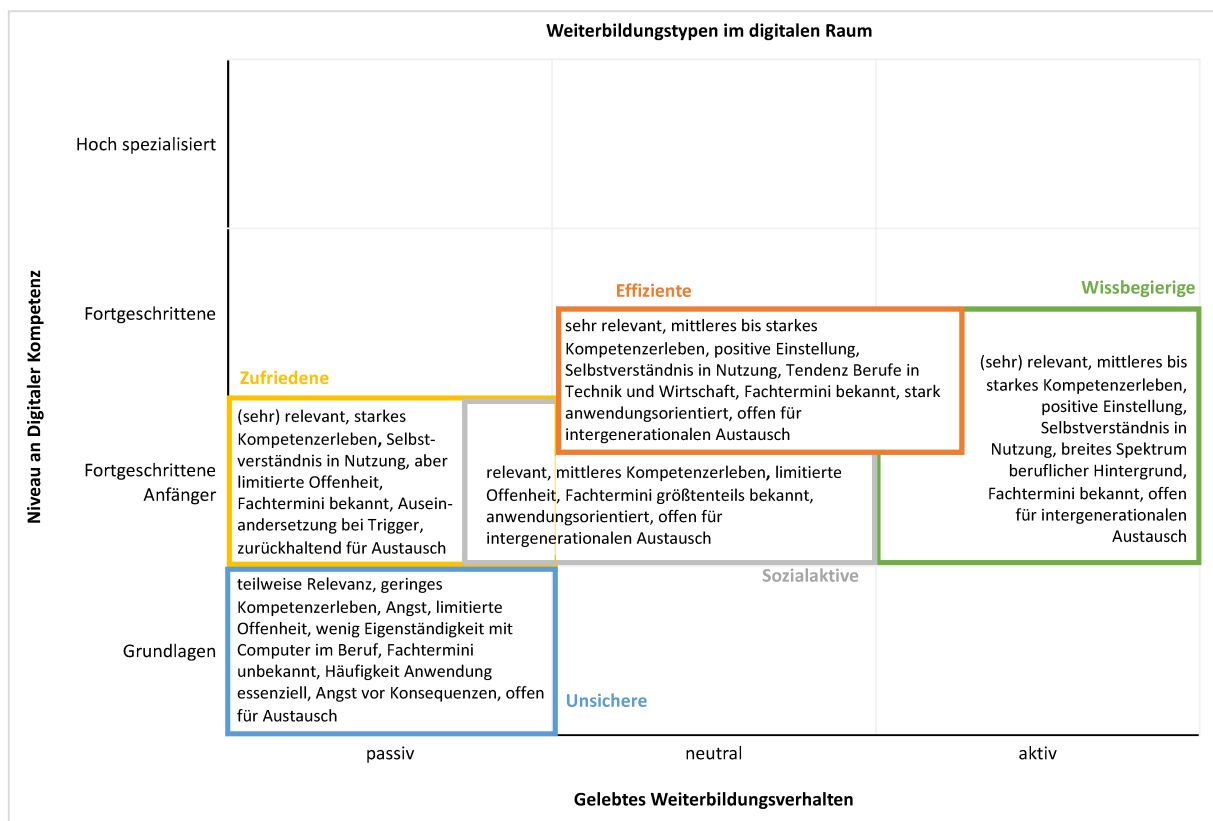 Weiterbildungstypen im digitalen Raum
Niveau an Digitaler Kompetenz
Hoch spezialisiert
Fortgeschrittene
Fortgeschrittene
Anfänger
Grundlagen
Effiziente
sehr relevant, mittleres bis starkes
Kompetenzerleben, positive Einstellung,
Selbstverständnis in Nutzung, Tendenz Berufe in
Technik und Wirtschaft, Fachtermini bekannt, stark
anwendungsorientiert, offen für
intergenerationalen Austausch
Wissbegierige
(sehr) relevant, mittleres bis
starkes Kompetenzerleben,
positive Einstellung,
Selbstverständnis in
Nutzung, breites Spektrum
beruflicher Hintergrund,
Fachtermini bekannt, offen
für intergenerationalen
Austausch
Zufriedene
(sehr) relevant, starkes
Kompetenzerleben, Selbst-
verständnis in Nutzung, aber
limitierte Offenheit,
Fachtermini bekannt, Ausein-
andersetzung bei Trigger,
zurückhaltend für Austausch
relevant, mittleres Kompetenzerleben, limitierte
Offenheit, Fachtermini größtenteils bekannt,
anwendungsorientiert, offen für
intergenerationalen Austausch
Sozialaktive
teilweise Relevanz, geringes
Kompetenzerleben, Angst, limitierte
Offenheit, wenig Eigenständigkeit mit
Computer im Beruf, Fachtermini
unbekannt, Häufigkeit Anwendung
essenziell, Angst vor Konsequenzen, offen
für Austausch
Unsichere
passiv
neutral
aktiv
Gelebtes Weiterbildungsverhalten